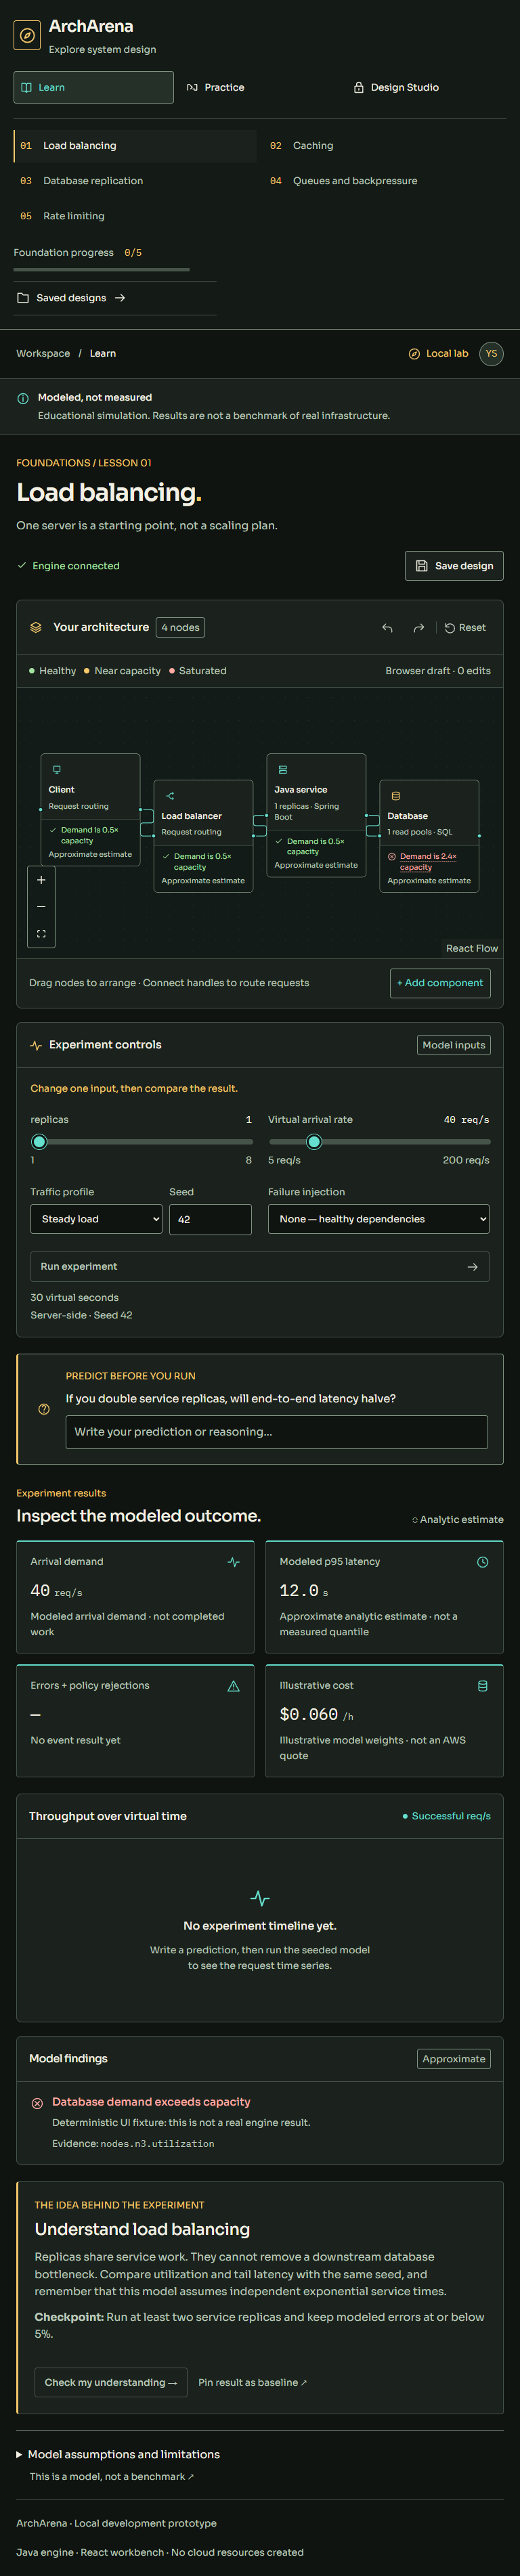 ArchArena
Explore system design
Learn
Practice
Design Studio
01 Load balancing
02 Caching
03 Database replication
04 Queues and backpressure
05 Rate limiting
Foundation progress 0/5
Saved designs →
Workspace / Learn
Local lab
YS
Modeled, not measured
Educational simulation. Results are not a benchmark of real infrastructure.
FOUNDATIONS / LESSON 01
Load balancing.
One server is a starting point, not a scaling plan.
Engine connected
Save design
Your architecture
4 nodes
Reset
Healthy
Near capacity
Saturated
Browser draft · 0 edits
Client
Request routing
Demand is 0.5×
capacity
Approximate estimate
Load balancer
Request routing
Demand is 0.5×
capacity
Approximate estimate
Java service
1 replicas · Spring
Boot
Demand is 0.5×
capacity
Approximate estimate
Database
1 read pools · SQL
Demand is 2.4×
capacity
Approximate estimate
React Flow
Drag nodes to arrange · Connect handles to route requests
+ Add component
Experiment controls
Model inputs
Change one input, then compare the result.
replicas 1
1 8
Virtual arrival rate 40 req/s
5 req/s 200 req/s
Traffic profile
Steady load
Seed
42
Failure injection
None — healthy dependencies
Run experiment →
30 virtual seconds
Server-side · Seed 42
PREDICT BEFORE YOU RUN
If you double service replicas, will end-to-end latency halve?
Write your prediction or reasoning...
Experiment results
Inspect the modeled outcome.
○ Analytic estimate
Arrival demand
40 req/s
Modeled arrival demand · not completed
work
Modeled p95 latency
12.0 s
Approximate analytic estimate · not a
measured quantile
Errors + policy rejections
—
No event result yet
Illustrative cost
$0.060 /h
Illustrative model weights · not an AWS
quote
Throughput over virtual time
Successful req/s
No experiment timeline yet.
Write a prediction, then run the seeded model
to see the request time series.
Model findings
Approximate
Database demand exceeds capacity
Deterministic UI fixture: this is not a real engine result.
Evidence: nodes.n3.utilization
THE IDEA BEHIND THE EXPERIMENT
Understand load balancing
Replicas share service work. They cannot remove a downstream database
bottleneck. Compare utilization and tail latency with the same seed, and
remember that this model assumes independent exponential service times.
Checkpoint: Run at least two service replicas and keep modeled errors at or below
5%.
Check my understanding →
Pin result as baseline ↗
Model assumptions and limitations
This is a model, not a benchmark ↗
ArchArena · Local development prototype
Java engine · React workbench · No cloud resources created